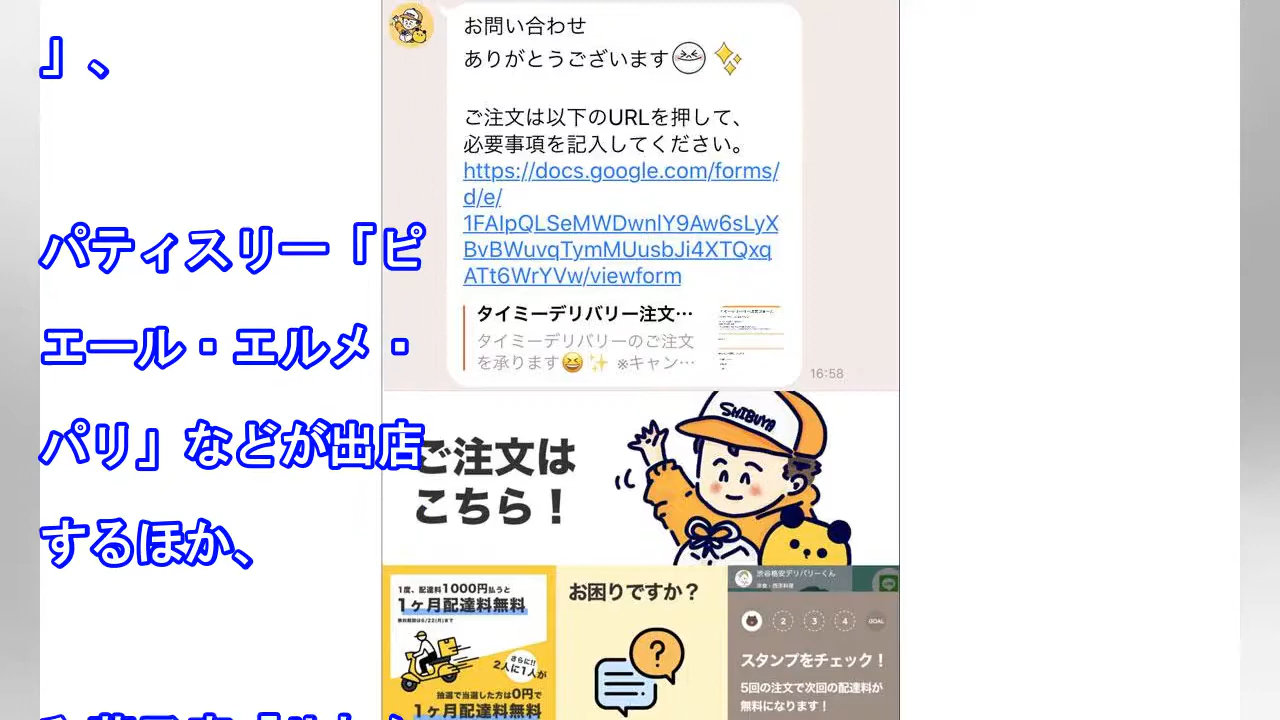 』、
パティスリー「ピ
エール・エルメ・
パリ」などが出店
するほか、
お問い合わせ
ありがとうございます
ご注文は以下のURLを押して、
必要事項を記入してください。
https://docs.google.com/forms/
d/e/
1FAIpQLSeMWDwnlY9Aw6sLyX
BvBWuvqTymMUusbJi4XTQxq
ATt6WrYVw/viewform
タイミーデリバリー注文…
タイミーデリバリーのご注文
を承ります😆✨ ※キャン…
16:58
SHIBUYA
ご注文は
こちら！
1度、配達料1000円払うと
1ヶ月配達料無料
さらに!!
2人に1人が
抽選で当選した方は0円で
1ヶ月配達料無料
お困りですか？
?
渋谷格安デリバリーくん
2 3 4 GOAL
スタンプをチェック！
5回の注文で次回の配達料が
無料になります！